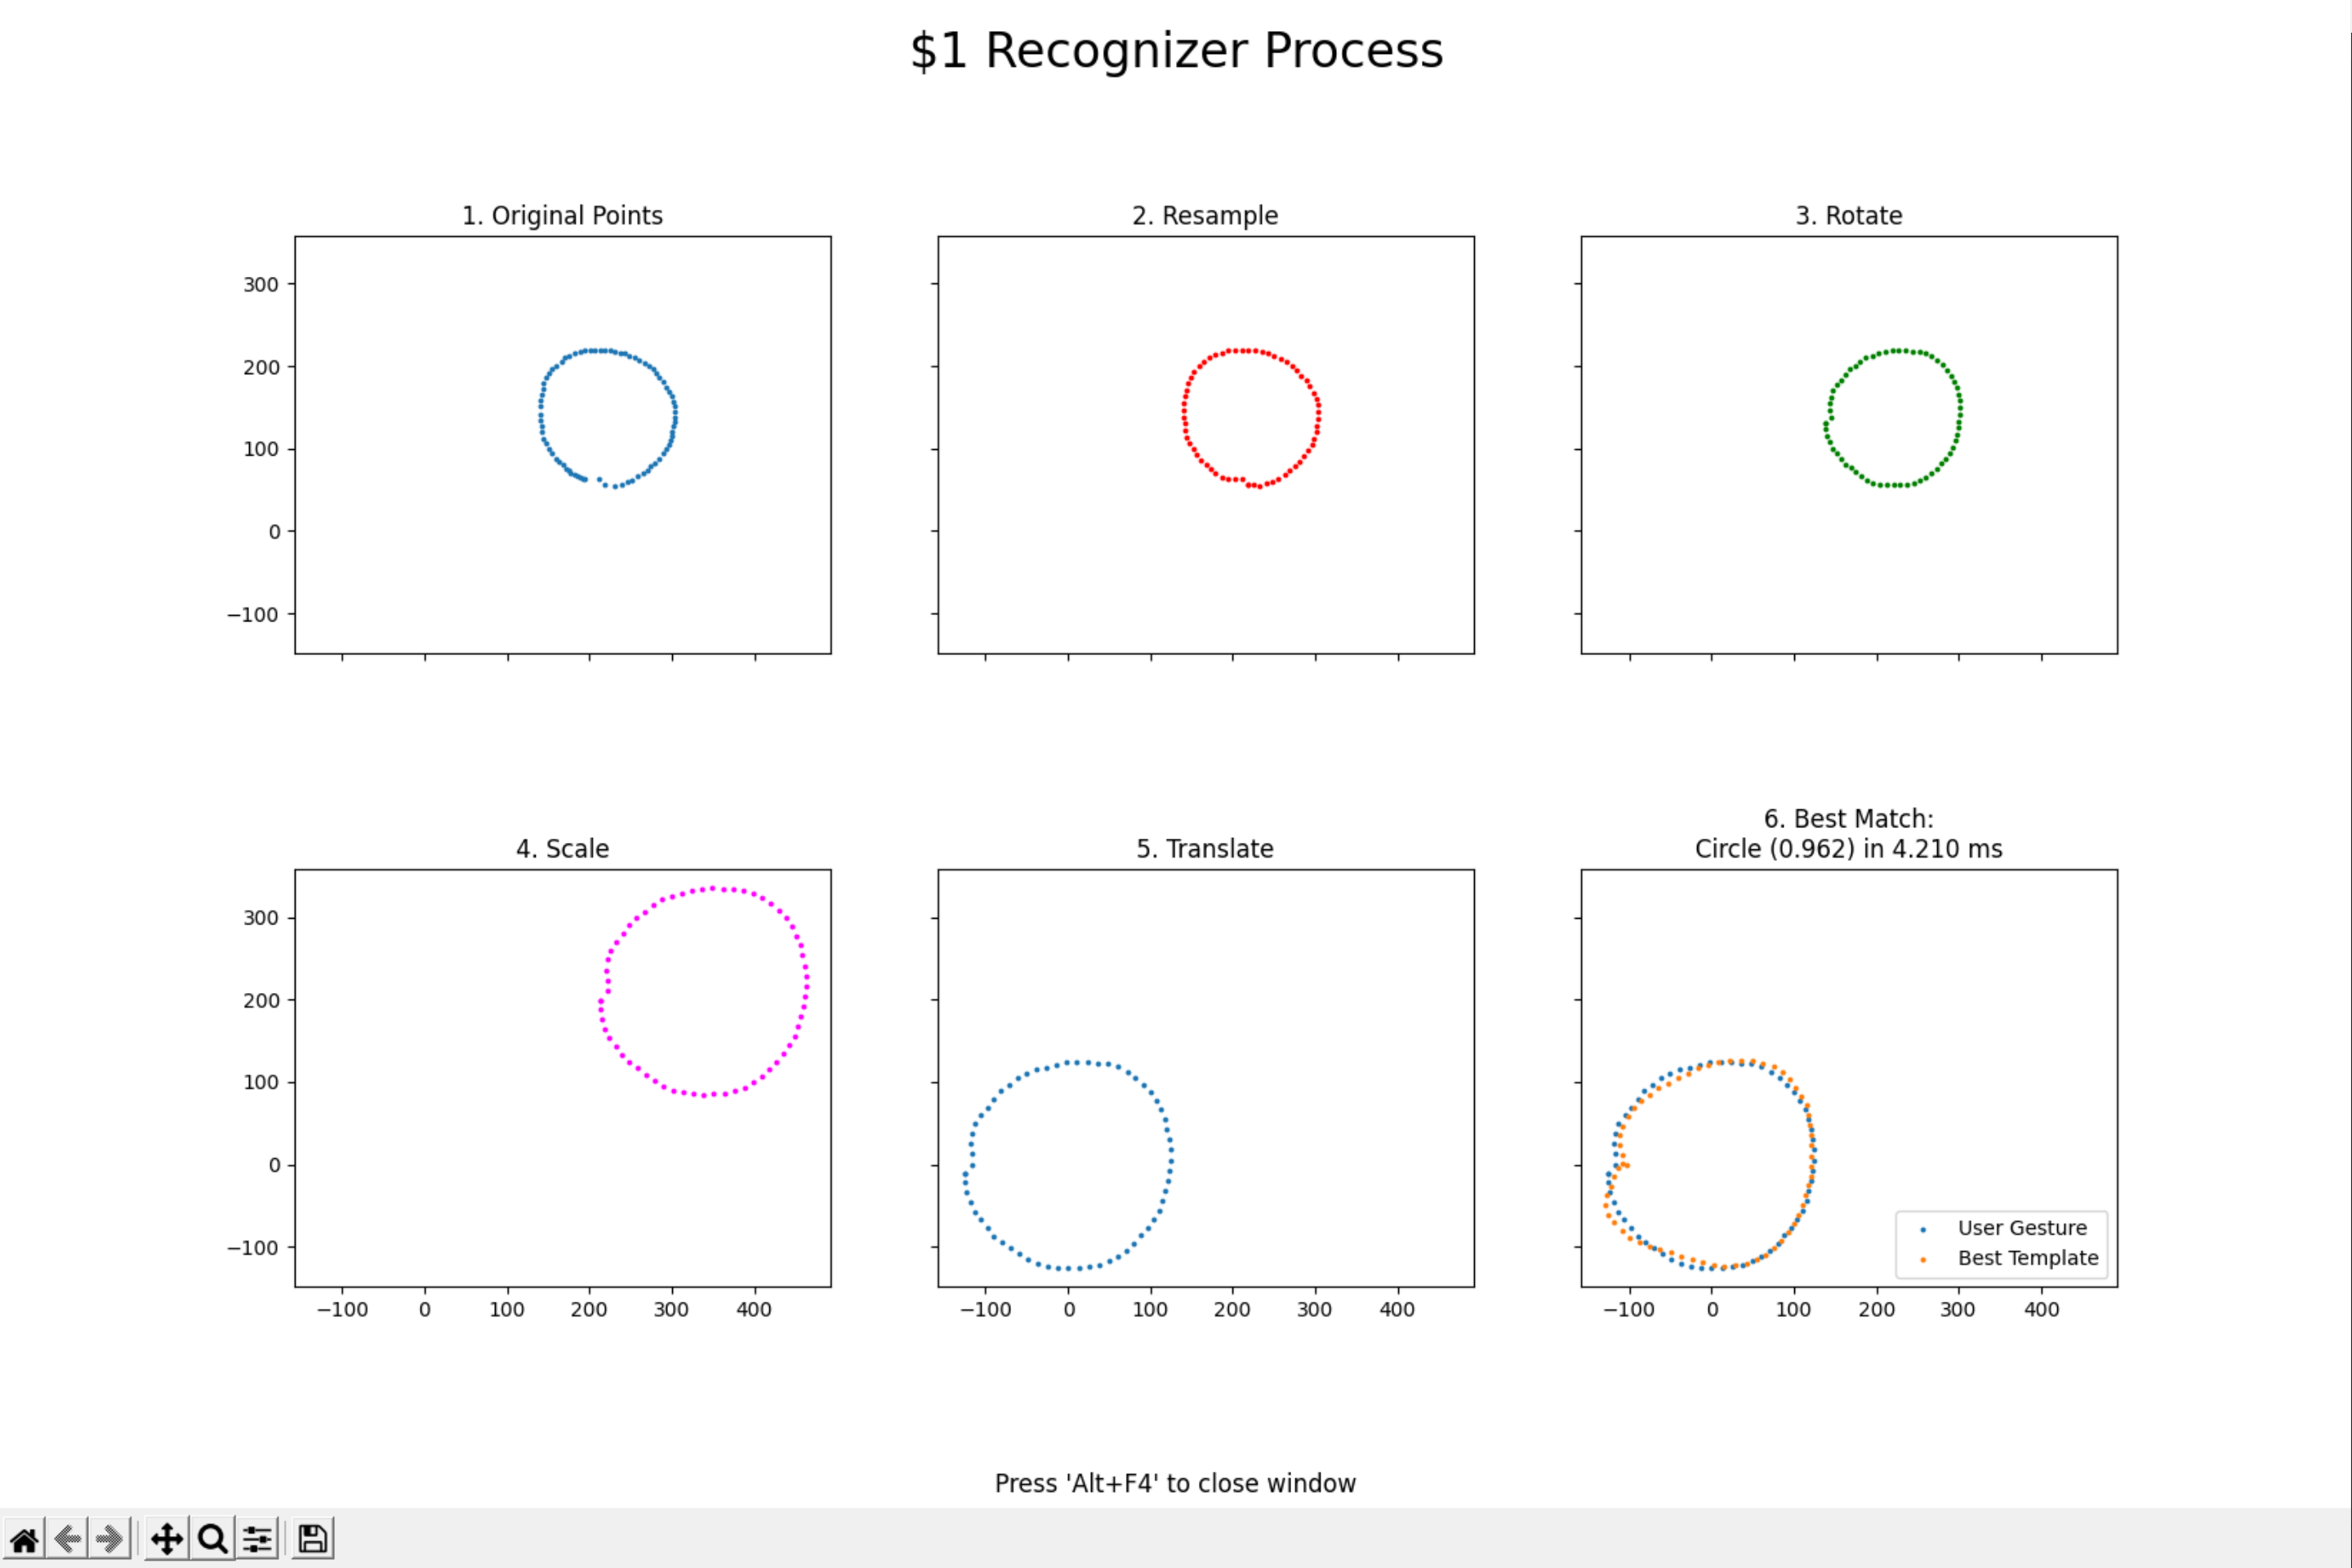 $1 Recognizer Process
1. Original Points
2. Resample
3. Rotate
300
200
100
0
−100
4. Scale
5. Translate
6. Best Match:
Circle (0.962) in 4.210 ms
300
200
100
0
−100
−100 0 100 200 300 400
−100 0 100 200 300 400
−100 0 100 200 300 400
User Gesture
Best Template
Press 'Alt+F4' to close window